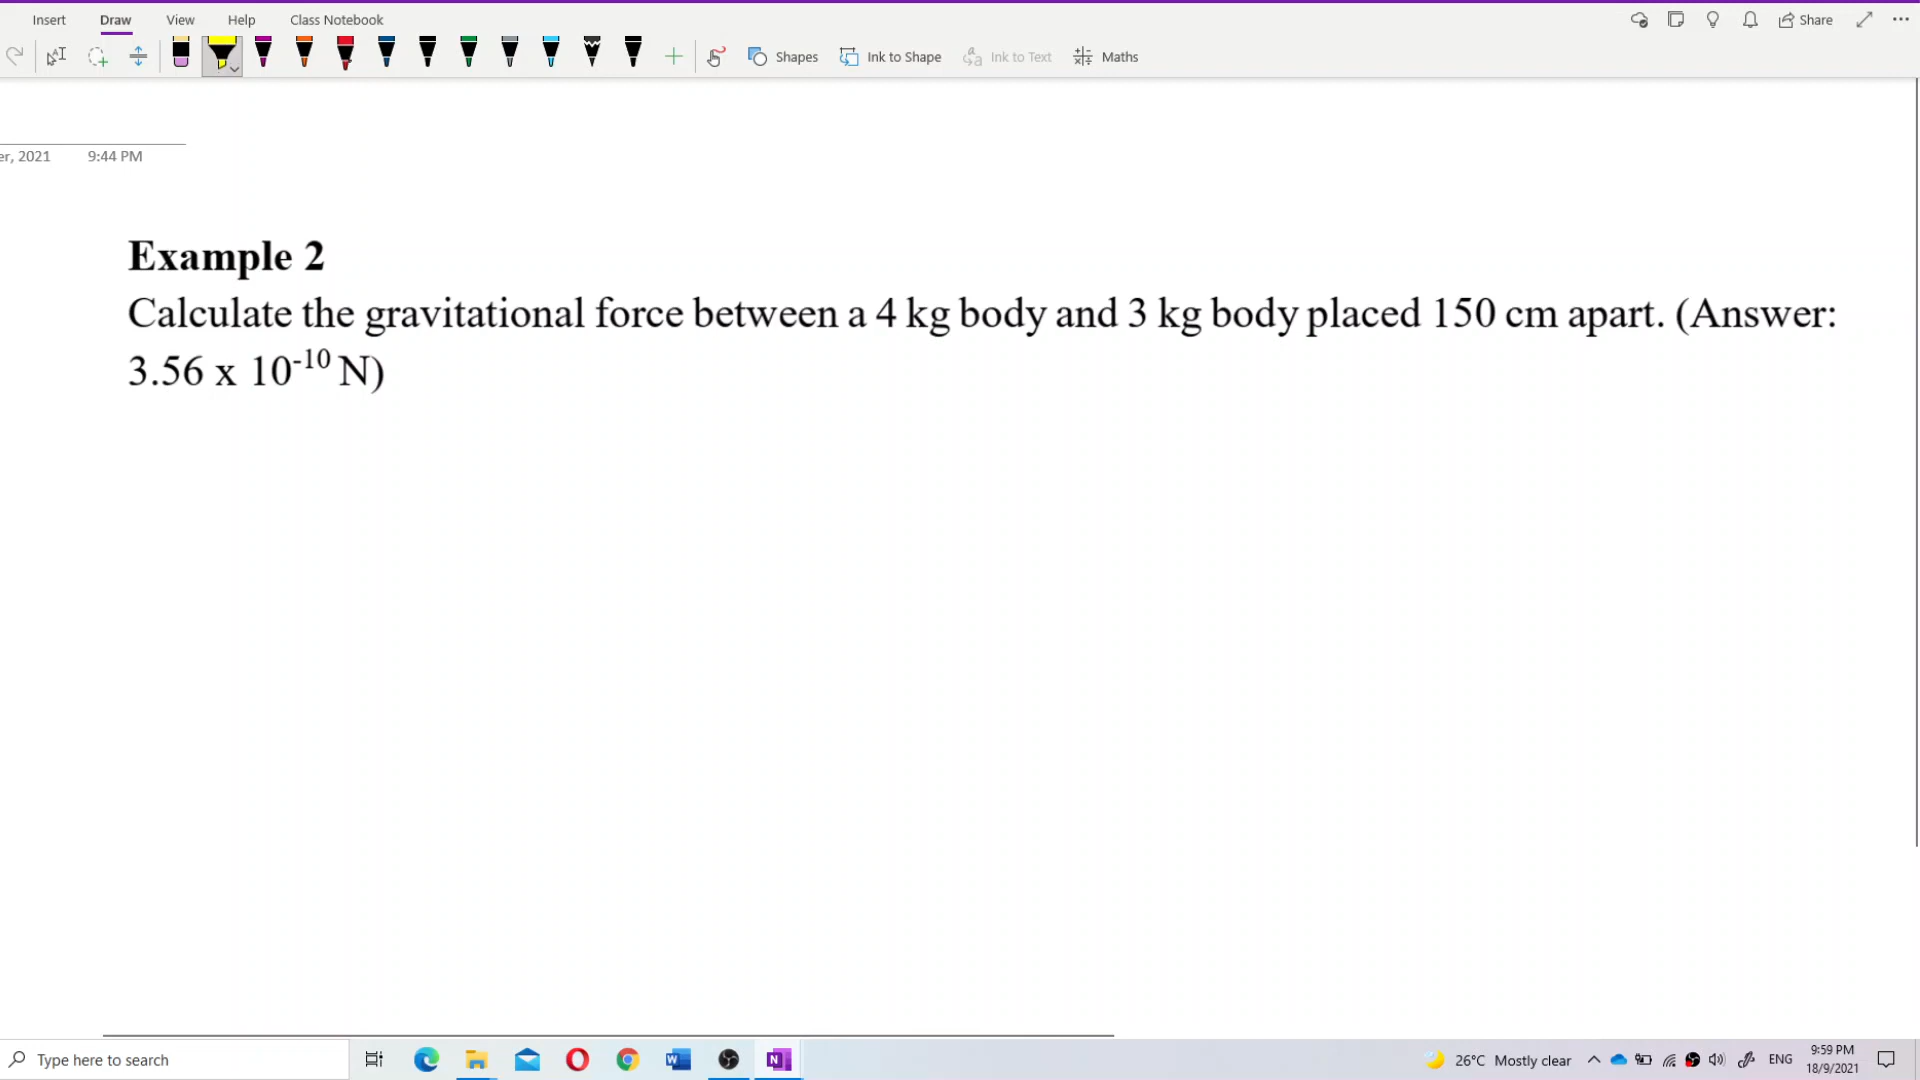 Insert Draw View Help Class Notebook Share
Shapes Ink to Shape Ink to Text Maths
er, 2021 9:44 PM
Example 2
Calculate the gravitational force between a 4 kg body and 3 kg body placed 150 cm apart. (Answer:
3.56 x 10⁻¹⁰ N)
Type here to search 26°C Mostly clear ENG 9:59 PM
18/9/2021